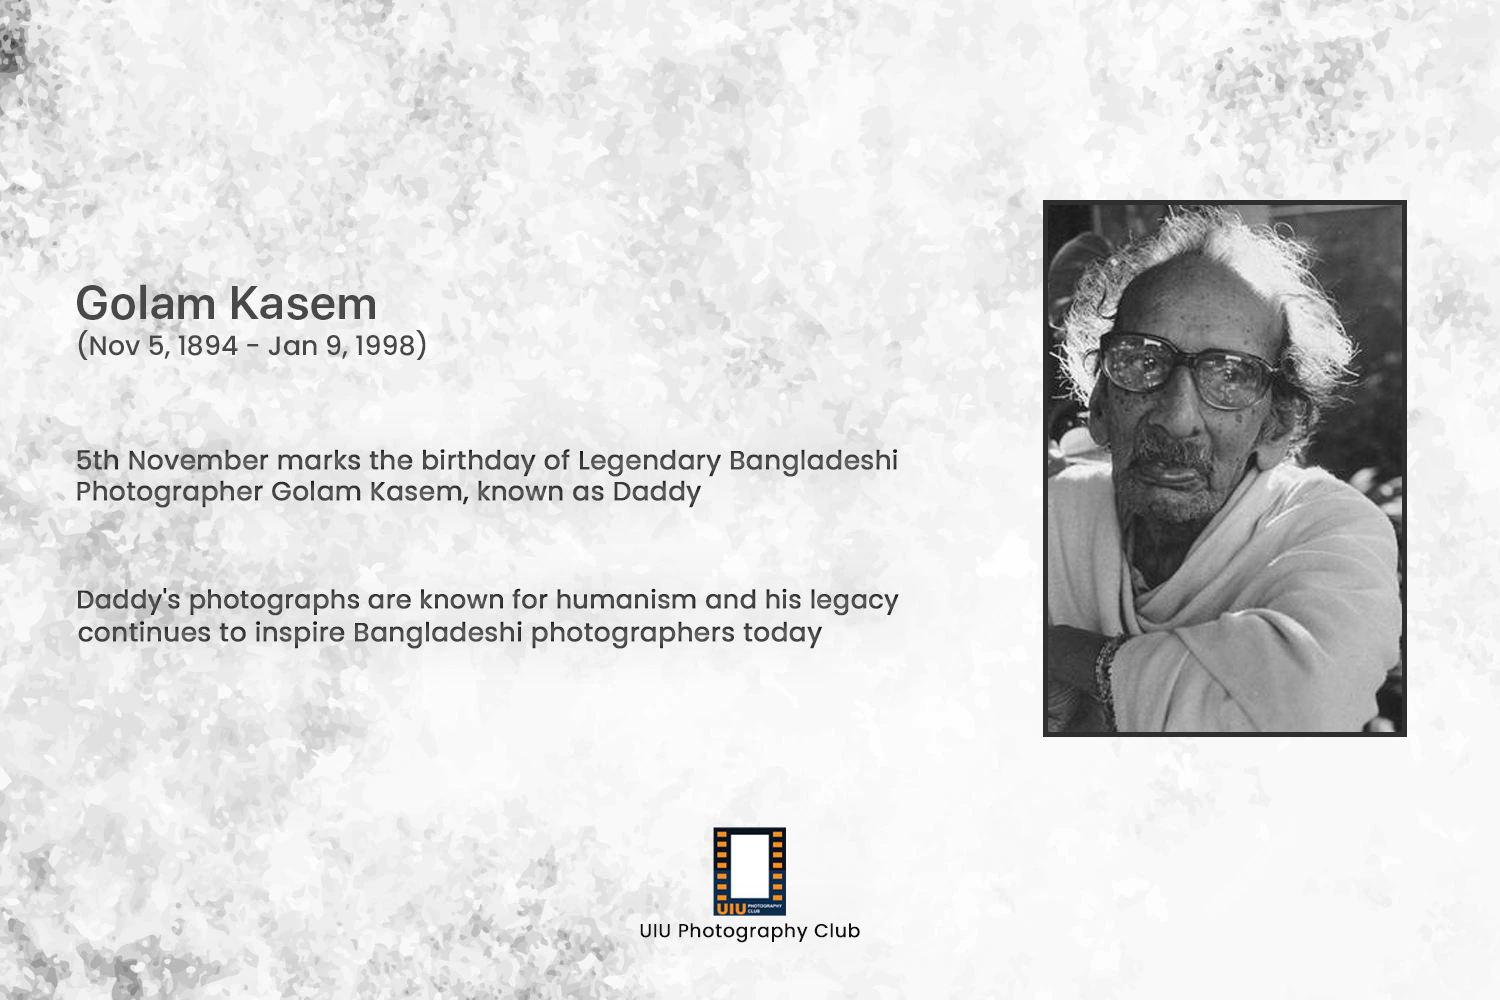 Golam Kasem
(Nov 5, 1894 - Jan 9, 1998)
5th November marks the birthday of Legendary Bangladeshi
Photographer Golam Kasem, known as Daddy
Daddy's photographs are known for humanism and his legacy
continues to inspire Bangladeshi photographers today
UIU PHOTOGRAPHY
CLUB
UIU Photography Club